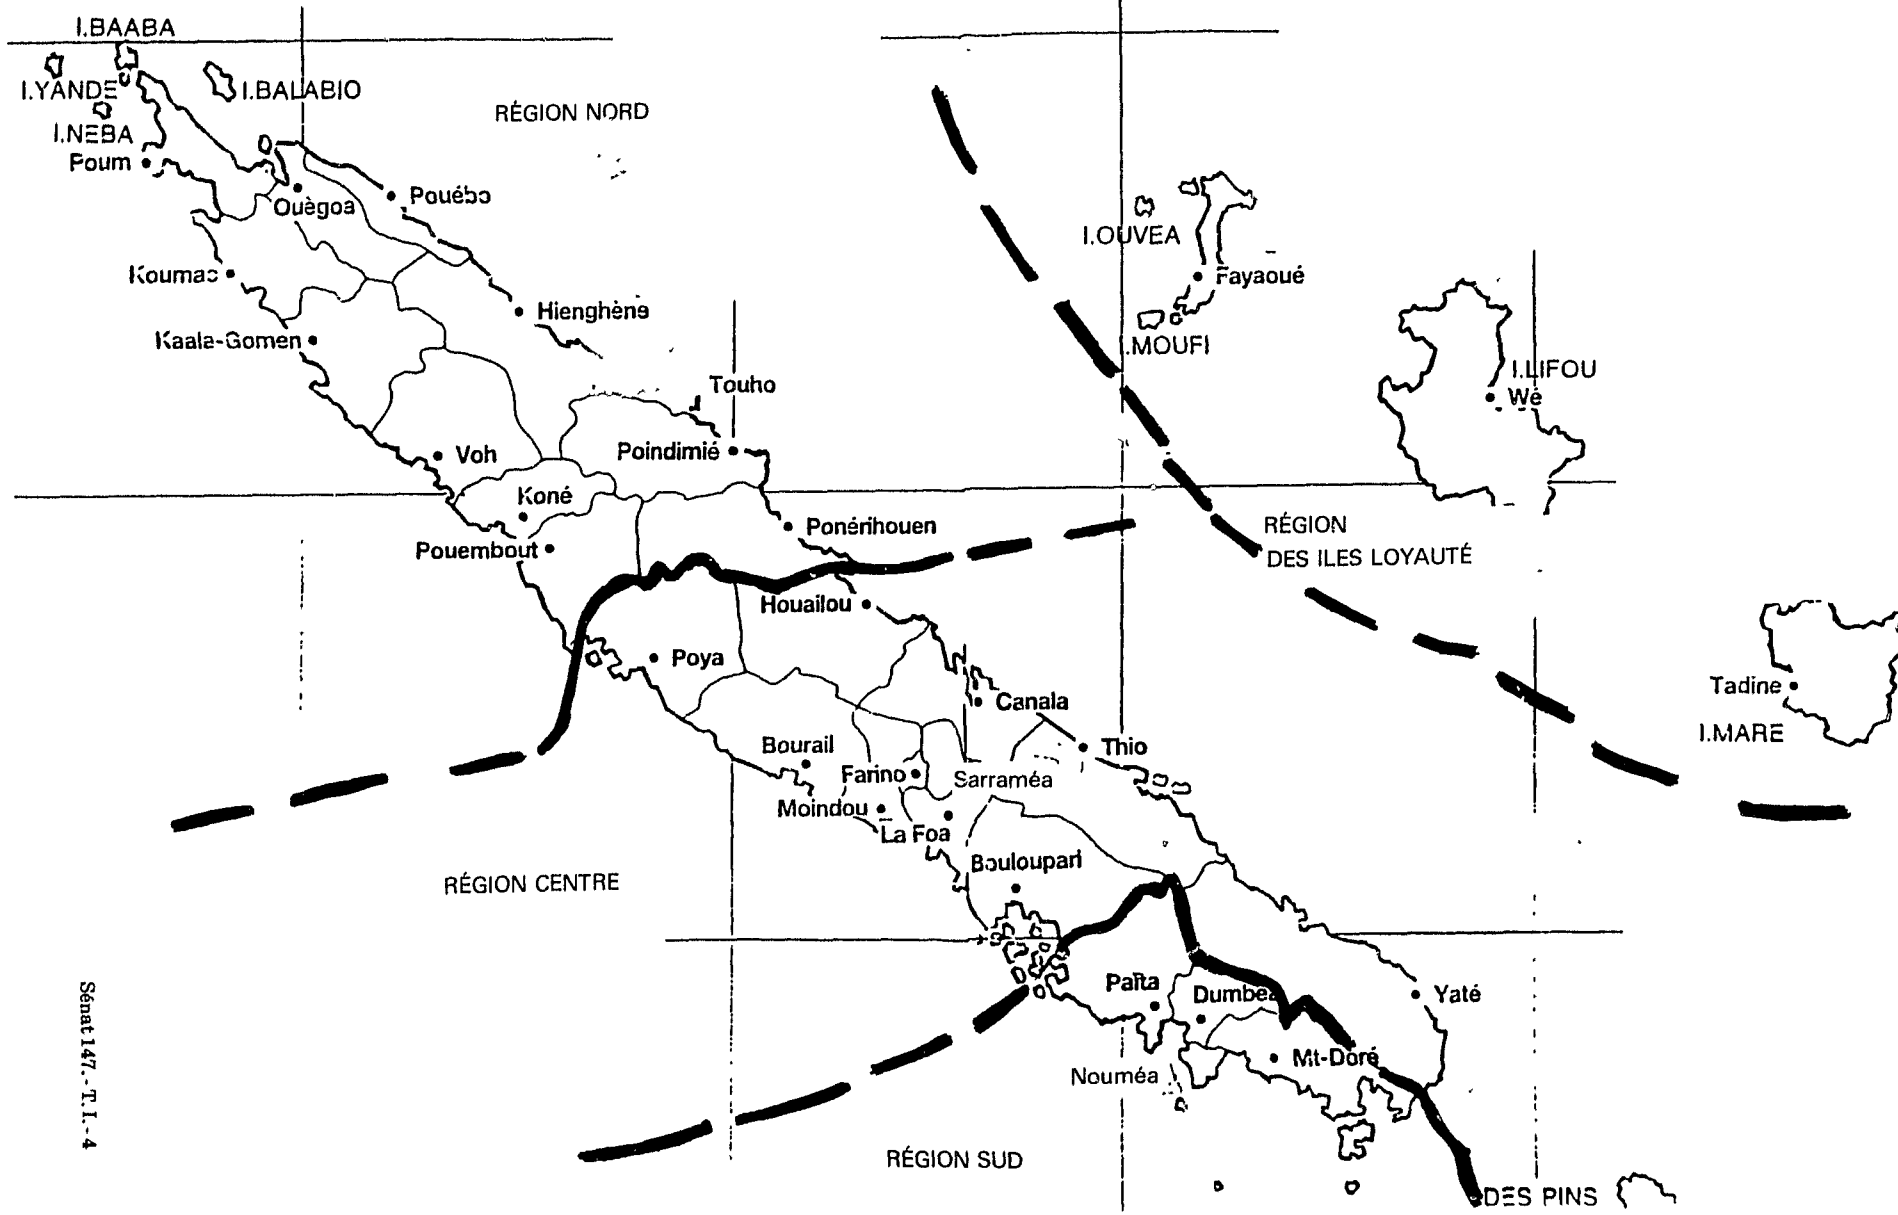 I.BAABA
I.YANDE
I.BALABIO
I.NEBA
Poum
RÉGION NORD
Ouègoa
Pouébo
I.OUVEA
Koumac
Fayaoué
Hienghène
Kaala-Gomen
I.MOUFI
I.LIFOU
Touho
Wé
Voh
Poindimié
Koné
Ponérihouen
Pouembout
RÉGION
DES ILES LOYAUTÉ
Houailou
Poya
Canala
Tadine
I.MARE
Bourail
Thio
Farino
Sarraméa
Moindou
La Foa
Bouloupari
RÉGION CENTRE
Païta
Dumbea
Yaté
Mt-Doré
Nouméa
RÉGION SUD
DES PINS
Sénat 147.-T.I.-4